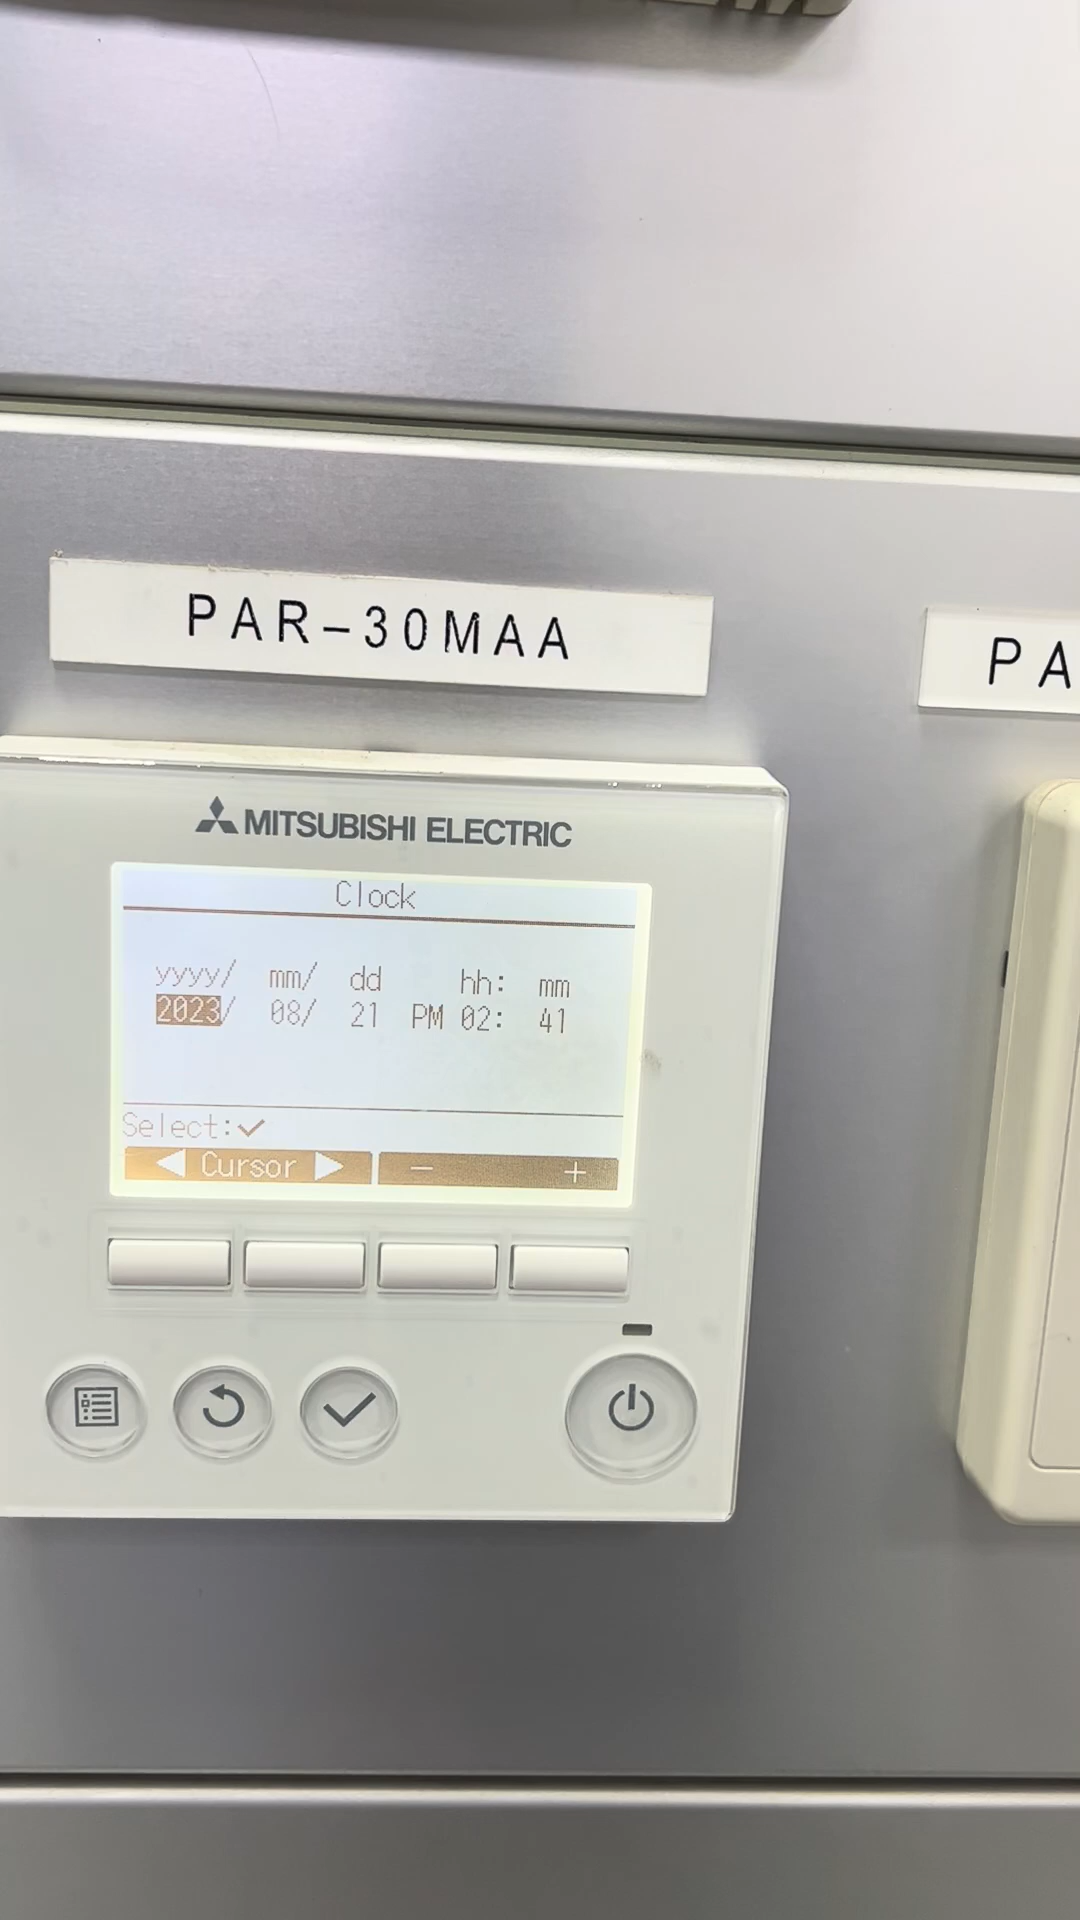 PAR-30MAA
PA
MITSUBISHI ELECTRIC
Clock
yyyy/ mm/ dd hh: mm
2023/ 08/ 21 PM 02: 41
Select:✓
◀ Cursor ▶ − +